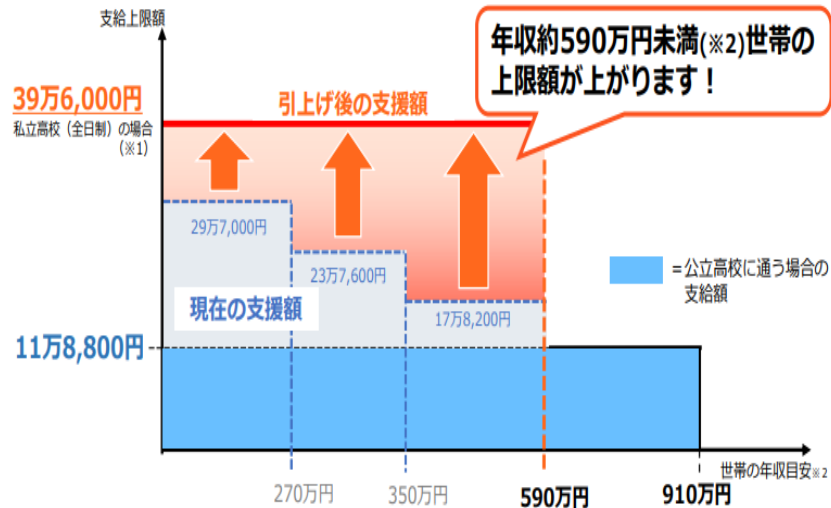 支給上限額
年収約590万円未満(※2)世帯の
上限額が上がります！
39万6,000円
私立高校（全日制）の場合
（※1）
引上げ後の支援額
29万7,000円
23万7,600円
17万8,200円
現在の支援額
＝公立高校に通う場合の
支給額
11万8,800円
世帯の年収目安※2
270万円
350万円
590万円
910万円